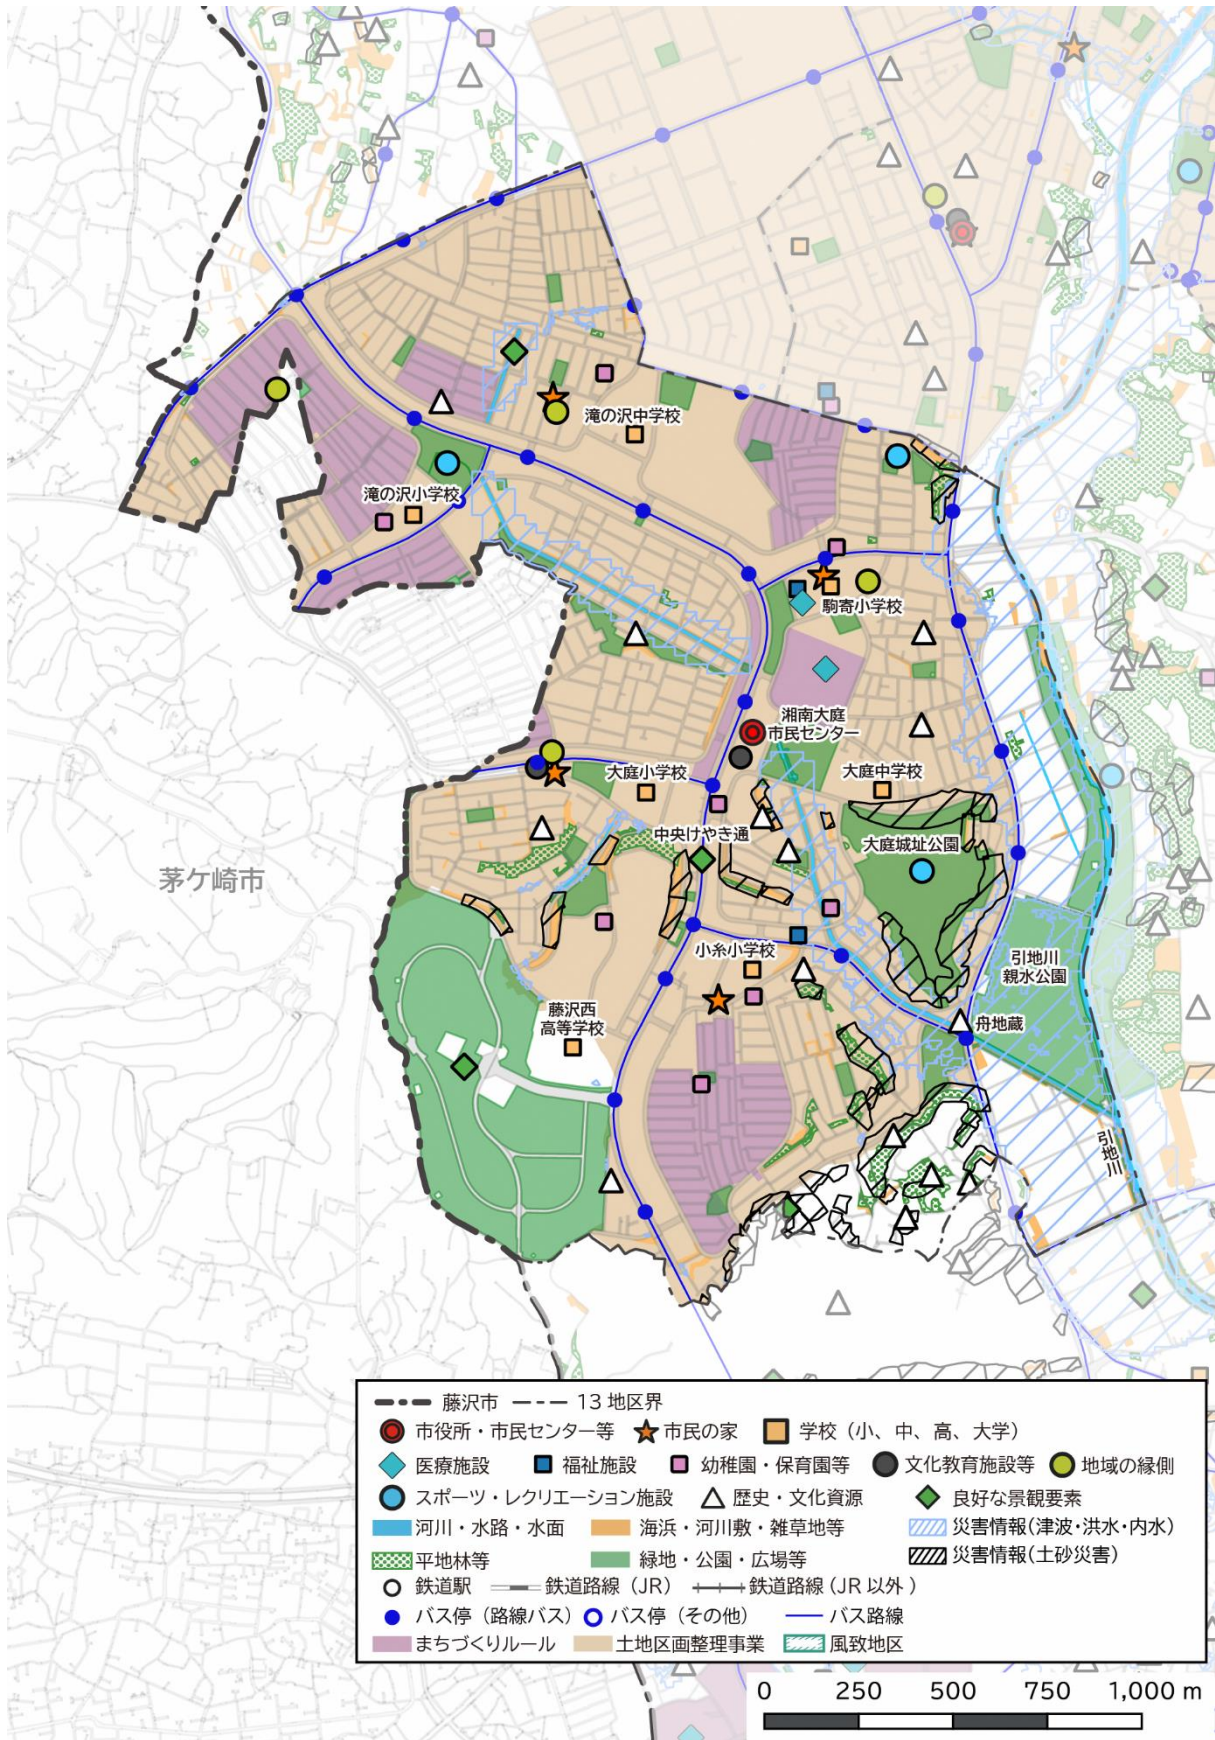 滝の沢中学校
滝の沢小学校
駒寄小学校
湘南大庭
市民センター
大庭小学校
大庭中学校
中央けやき通
大庭城址公園
茅ケ崎市
小糸小学校
引地川
親水公園
藤沢西
高等学校
舟地蔵
引地川
藤沢市 13地区界
市役所・市民センター等 市民の家 学校（小、中、高、大学）
医療施設 福祉施設 幼稚園・保育園等 文化教育施設等 地域の縁側
スポーツ・レクリエーション施設 歴史・文化資源 良好な景観要素
河川・水路・水面 海浜・河川敷・雑草地等 災害情報（津波・洪水・内水）
平地林等 緑地・公園・広場等 災害情報（土砂災害）
鉄道駅 鉄道路線（JR） 鉄道路線（JR以外）
バス停（路線バス） バス停（その他） バス路線
まちづくりルール 土地区画整理事業 風致地区
0 250 500 750 1,000 m